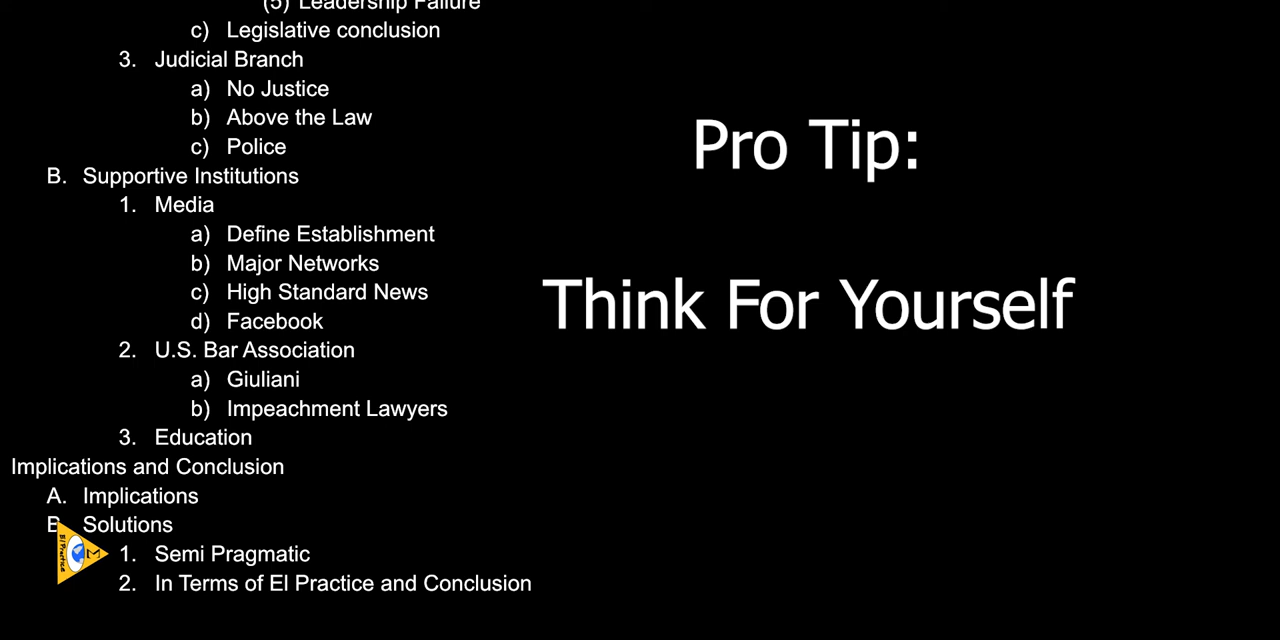 (5) Leadership Failure
c) Legislative conclusion
3. Judicial Branch
a) No Justice
b) Above the Law
c) Police
B. Supportive Institutions
1. Media
a) Define Establishment
b) Major Networks
c) High Standard News
d) Facebook
2. U.S. Bar Association
a) Giuliani
b) Impeachment Lawyers
3. Education
Implications and Conclusion
A. Implications
B. Solutions
1. Semi Pragmatic
2. In Terms of El Practice and Conclusion
Pro Tip:
Think For Yourself
El Practice